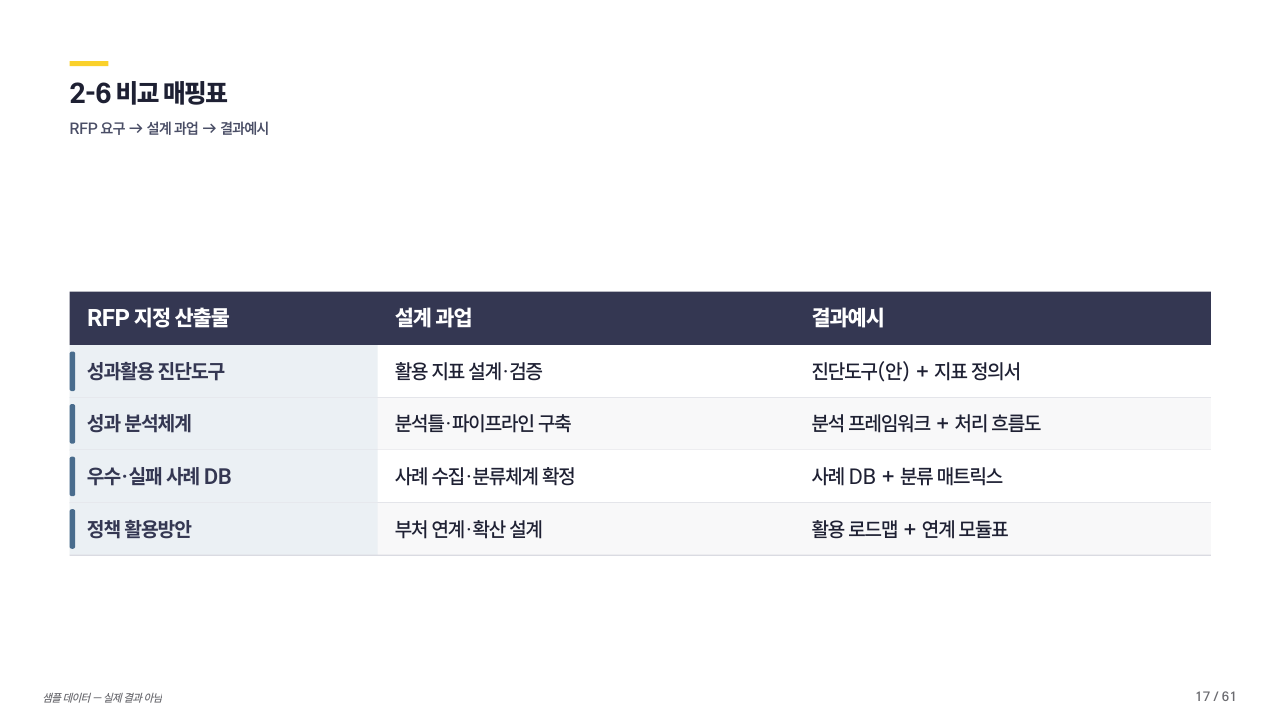 2-6 비교 매핑표
RFP 요구 → 설계 과업 → 결과예시
RFP 지정 산출물 설계 과업 결과예시
성과활용 진단도구 활용 지표 설계·검증 진단도구(안) + 지표 정의서
성과 분석체계 분석틀·파이프라인 구축 분석 프레임워크 + 처리 흐름도
우수·실패 사례 DB 사례 수집·분류체계 확정 사례 DB + 분류 매트릭스
정책 활용방안 부처 연계·확산 설계 활용 로드맵 + 연계 모듈표
샘플 데이터 — 실제 결과 아님 17 / 61